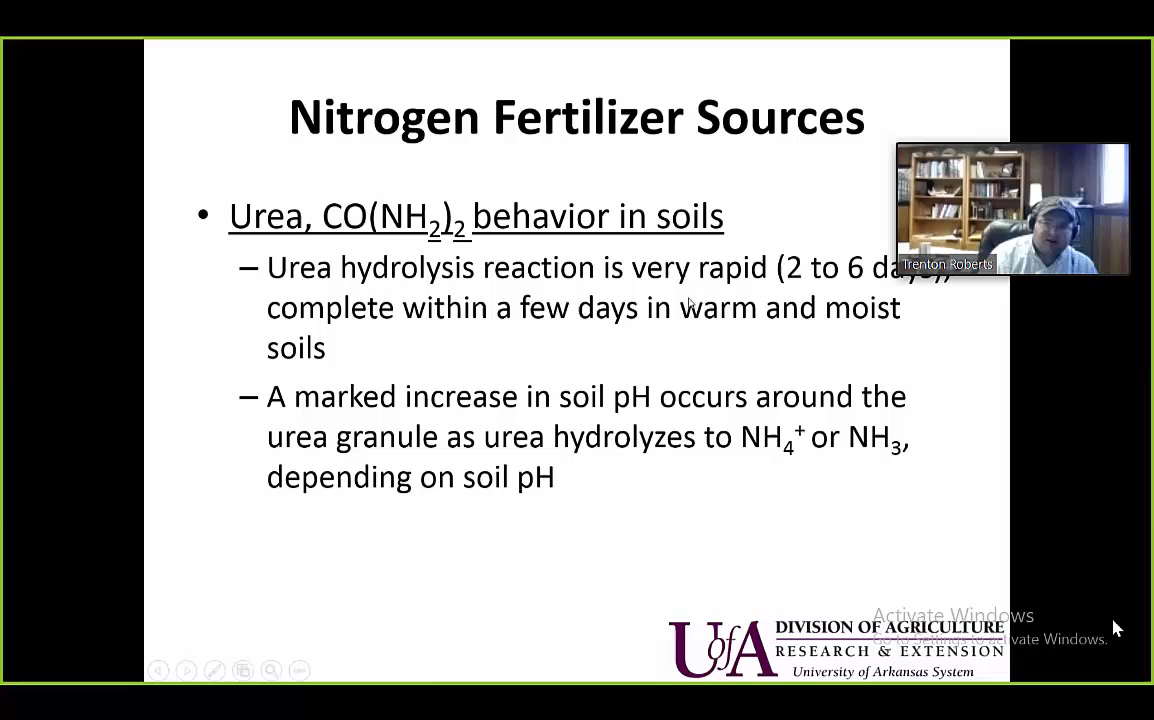 Nitrogen Fertilizer Sources
• Urea, CO(NH₂)₂ behavior in soils
– Urea hydrolysis reaction is very rapid (2 to 6 days),
complete within a few days in warm and moist
soils
– A marked increase in soil pH occurs around the
urea granule as urea hydrolyzes to NH₄⁺ or NH₃,
depending on soil pH
Trenton Roberts
Activate Windows
Go to Settings to activate Windows.
UofA
DIVISION OF AGRICULTURE
RESEARCH & EXTENSION
University of Arkansas System